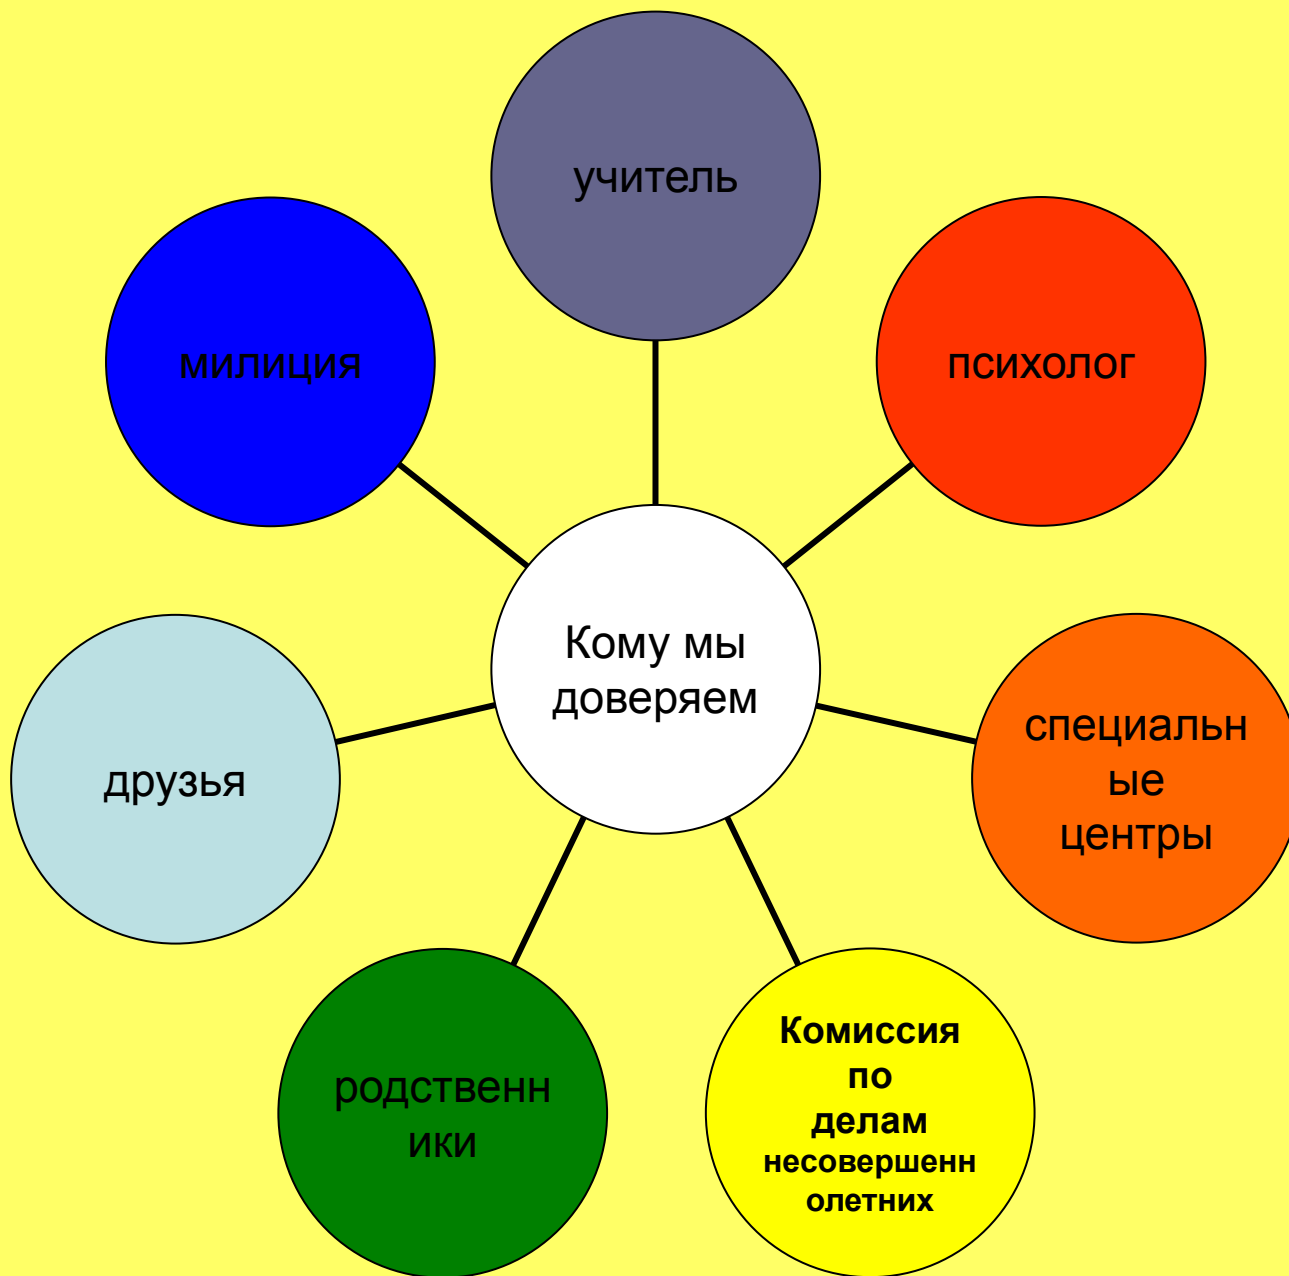 учитель
милиция
психолог
Кому мы
доверяем
друзья
специальн
ые
центры
родственн
ики
Комиссия
по
делам
несовершенн
олетних